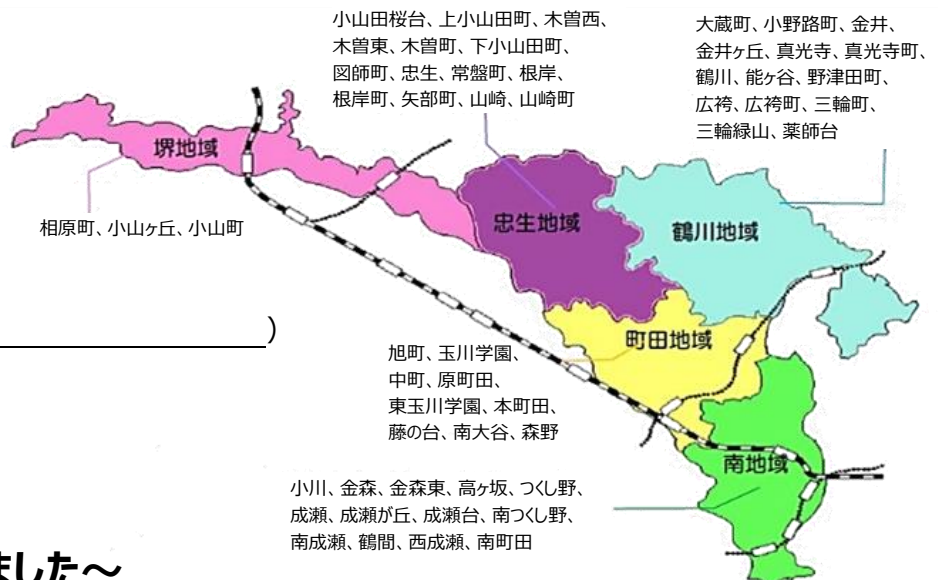 小山田桜台、上小山田町、木曽西、
木曽東、木曽町、下小山田町、
図師町、忠生、常盤町、根岸、
根岸町、矢部町、山崎、山崎町
大蔵町、小野路町、金井、
金井ヶ丘、真光寺、真光寺町、
鶴川、能ヶ谷、野津田町、
広袴、広袴町、三輪町、
三輪緑山、薬師台
堺地域
忠生地域
鶴川地域
相原町、小山ヶ丘、小山町
)
町田地域
旭町、玉川学園、
中町、原町田、
東玉川学園、本町田、
藤の台、南大谷、森野
南地域
小川、金森、金森東、高ヶ坂、つくし野、
成瀬、成瀬が丘、成瀬台、南つくし野、
南成瀬、鶴間、西成瀬、南町田
ました～